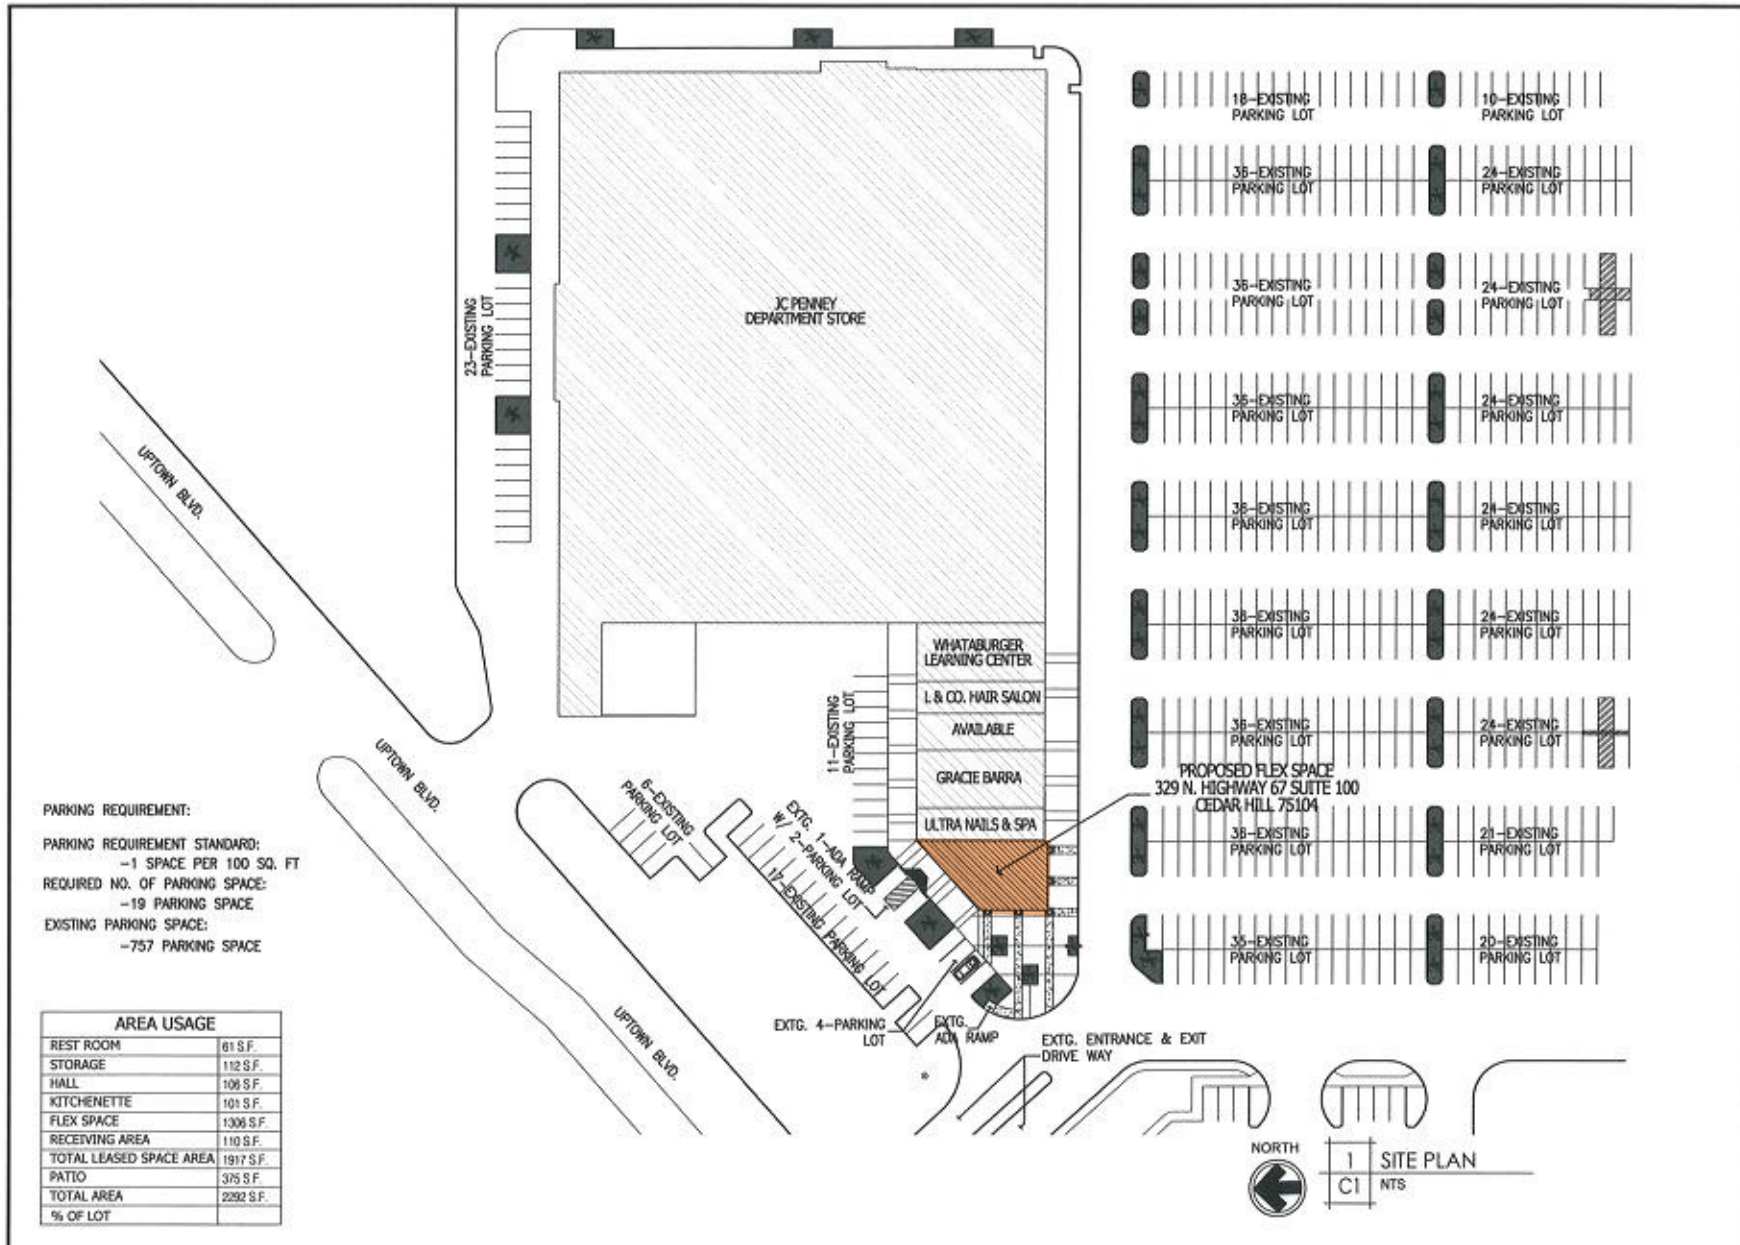 18-EXISTING
PARKING LOT
10-EXISTING
PARKING LOT
36-EXISTING
PARKING LOT
24-EXISTING
PARKING LOT
36-EXISTING
PARKING LOT
24-EXISTING
PARKING LOT
JC PENNEY
DEPARTMENT STORE
23-EXISTING
PARKING LOT
36-EXISTING
PARKING LOT
24-EXISTING
PARKING LOT
UPTOWN BLVD.
36-EXISTING
PARKING LOT
24-EXISTING
PARKING LOT
36-EXISTING
PARKING LOT
24-EXISTING
PARKING LOT
WHATABURGER
LEARNING CENTER
L & CO. HAIR SALON
AVAILABLE
GRACIE BARRA
ULTRA NAILS & SPA
11-EXISTING
PARKING LOT
36-EXISTING
PARKING LOT
24-EXISTING
PARKING LOT
PROPOSED FLEX SPACE
329 N. HIGHWAY 67 SUITE 100
CEDAR HILL 75104
UPTOWN BLVD.
6-EXISTING
PARKING LOT
EXTG. 1-ADA RAMP
W/ 2-PARKING LOT
17-EXISTING PARKING LOT
36-EXISTING
PARKING LOT
21-EXISTING
PARKING LOT
35-EXISTING
PARKING LOT
20-EXISTING
PARKING LOT
PARKING REQUIREMENT:
PARKING REQUIREMENT STANDARD:
-1 SPACE PER 100 SQ. FT
REQUIRED NO. OF PARKING SPACE:
-19 PARKING SPACE
EXISTING PARKING SPACE:
-757 PARKING SPACE
UPTOWN BLVD.
EXTG. 4-PARKING
LOT
EXTG.
ADA RAMP
EXTG. ENTRANCE & EXIT
DRIVE WAY
AREA USAGE
REST ROOM 61 S.F.
STORAGE 112 S.F.
HALL 106 S.F.
KITCHENETTE 101 S.F.
FLEX SPACE 1306 S.F.
RECEIVING AREA 110 S.F.
TOTAL LEASED SPACE AREA 1917 S.F.
PATIO 375 S.F.
TOTAL AREA 2292 S.F.
% OF LOT
NORTH
1 SITE PLAN
C1 NTS